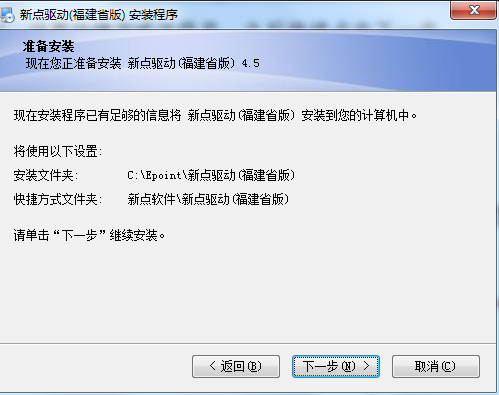 新点驱动(福建省版) 安装程序
准备安装
现在您正准备安装 新点驱动(福建省版) 4.5
现在安装程序已有足够的信息将 新点驱动(福建省版) 安装到您的计算机中。
将使用以下设置:
安装文件夹: C:\Epoint\新点驱动(福建省版)
快捷方式文件夹: 新点软件\新点驱动(福建省版)
请单击“下一步”继续安装。
< 返回(B) 下一步(N) > 取消(C)